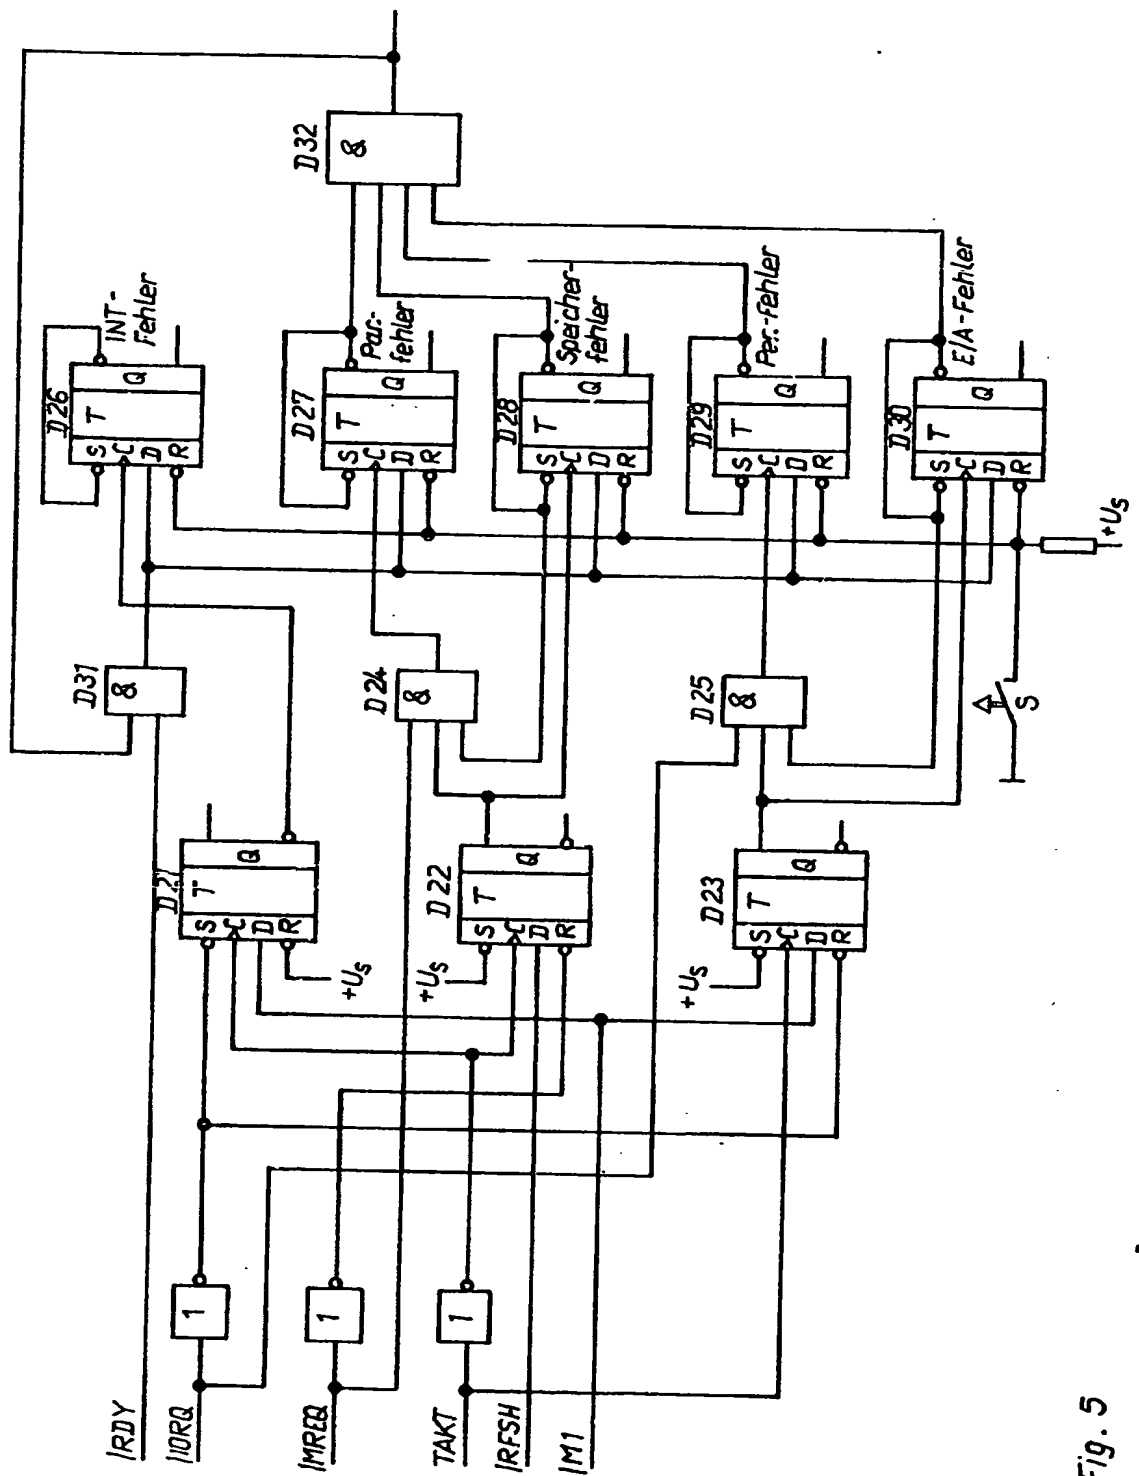 /RDY
/IORQ
/MREQ
TAKT
/RFSH
/M1
1
1
1
D21
T
S
C
D
R
Q
+Us
D22
T
S
C
D
R
Q
+Us
D23
T
S
C
D
R
Q
+Us
D31
&
D24
&
D25
&
S
+Us
D26
T
S
C
D
R
Q
INT-
Fehler
D27
T
S
C
D
R
Q
Par.-
fehler
D28
T
S
C
D
R
Q
Speicher-
fehler
D29
T
S
C
D
R
Q
Per.-Fehler
D30
T
S
C
D
R
Q
E/A-Fehler
D32
&
Fig. 5